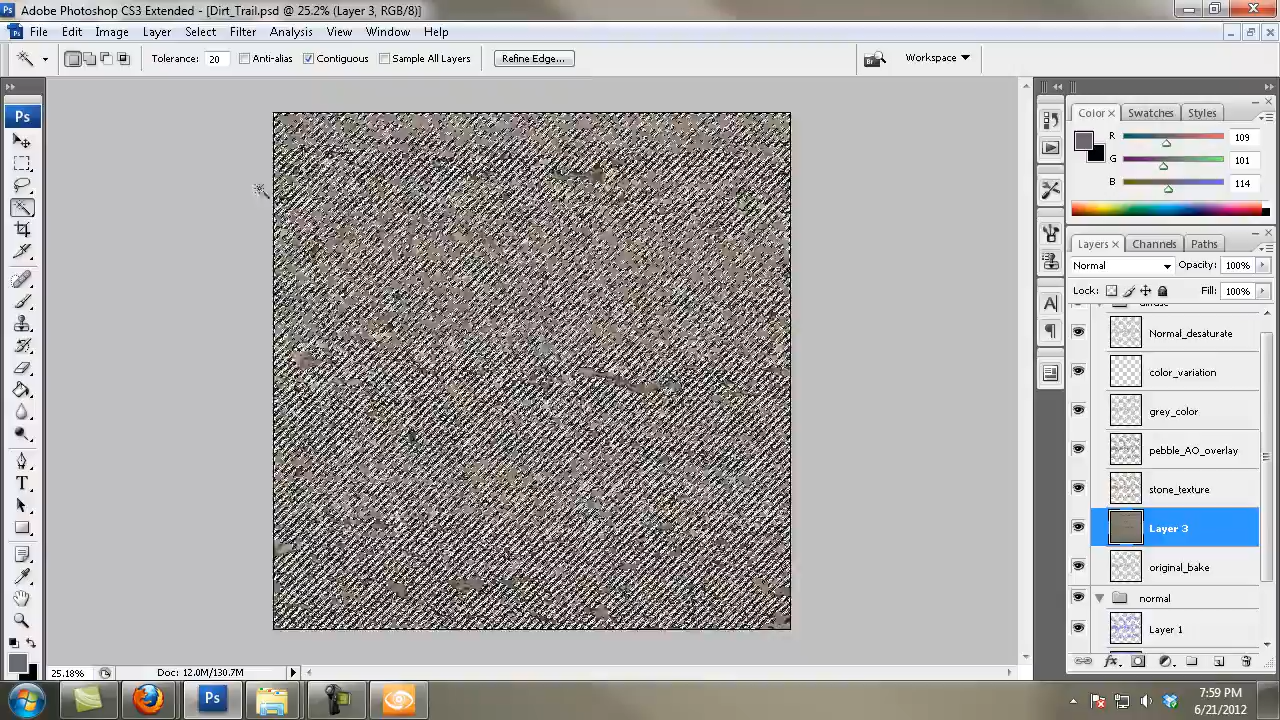 Ps Adobe Photoshop CS3 Extended - [Dirt_Trail.psd @ 25.2% (Layer 3, RGB/8)]
File Edit Image Layer Select Filter Analysis View Window Help
Tolerance: 20 Anti-alias Contiguous Sample All Layers Refine Edge... Workspace
Ps
Color Swatches Styles
R 109
G 101
B 114
Layers Channels Paths
Normal Opacity: 100%
Lock: Fill: 100%
Normal_desaturate
color_variation
grey_color
pebble_AO_overlay
stone_texture
Layer 3
original_bake
normal
Layer 1
25.18% Doc: 12.0M/130.7M
Ps
7:59 PM
6/21/2012